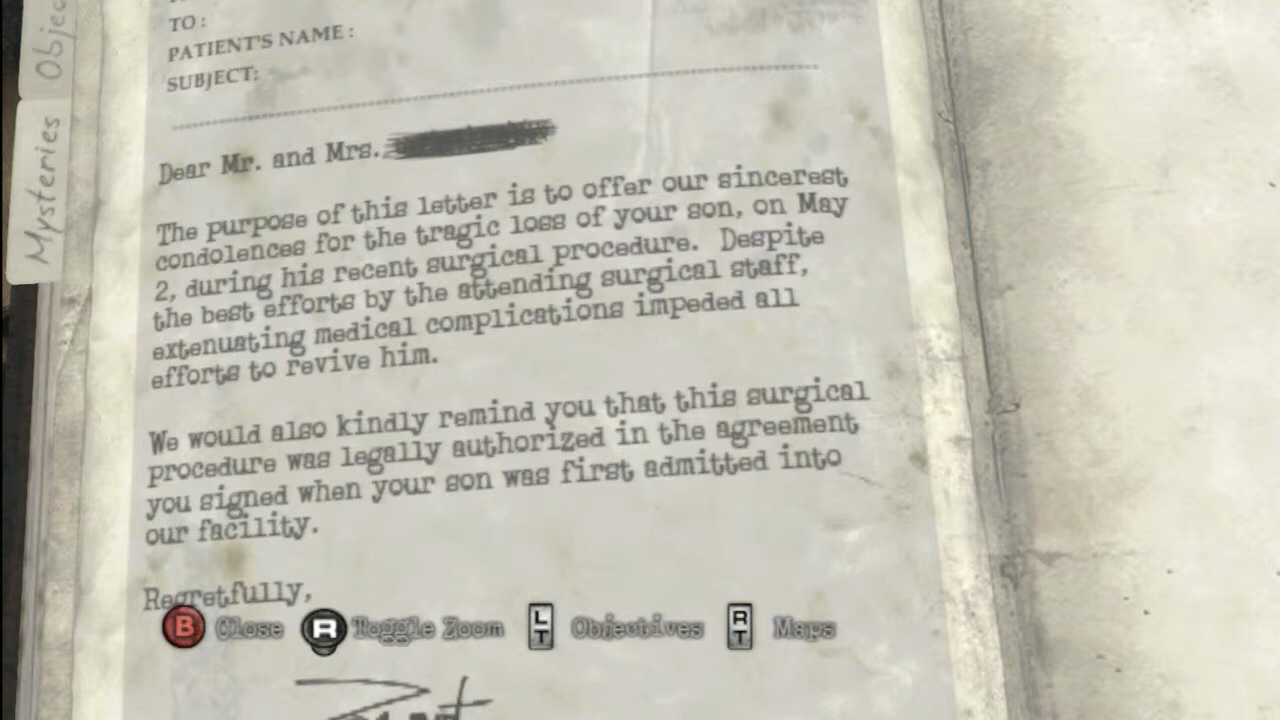 TO:
PATIENT'S NAME:
SUBJECT:
Dear Mr. and Mrs.
The purpose of this letter is to offer our sincerest
condolences for the tragic loss of your son, on May
2, during his recent surgical procedure. Despite
the best efforts by the attending surgical staff,
extenuating medical complications impeded all
efforts to revive him.
We would also kindly remind you that this surgical
procedure was legally authorized in the agreement
you signed when your son was first admitted into
our facility.
Regretfully,
B Close R Toggle Zoom LT Objectives RT Maps
Mysteries